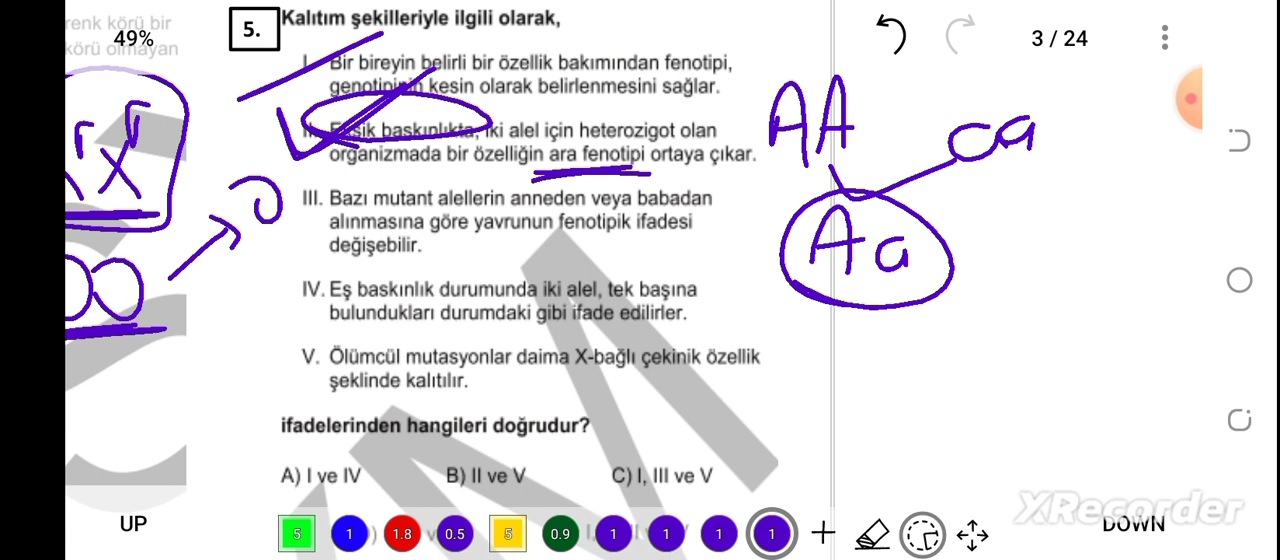 renk körü bir
körü olmayan
49%
5.
Kalıtım şekilleriyle ilgili olarak,
I. Bir bireyin belirli bir özellik bakımından fenotipi,
genotipinin kesin olarak belirlenmesini sağlar.
II. Eksik baskınlıkta, iki alel için heterozigot olan
organizmada bir özelliğin ara fenotipi ortaya çıkar.
III. Bazı mutant alellerin anneden veya babadan
alınmasına göre yavrunun fenotipik ifadesi
değişebilir.
IV. Eş baskınlık durumunda iki alel, tek başına
bulundukları durumdaki gibi ifade edilirler.
V. Ölümcül mutasyonlar daima X-bağlı çekinik özellik
şeklinde kalıtılır.
ifadelerinden hangileri doğrudur?
A) I ve IV B) II ve V C) I, III ve V
3 / 24
AA
aa
Aa
UP
5 1 1.8 0.5 5 0.9 1 1 1 1
XRecorder
DOWN